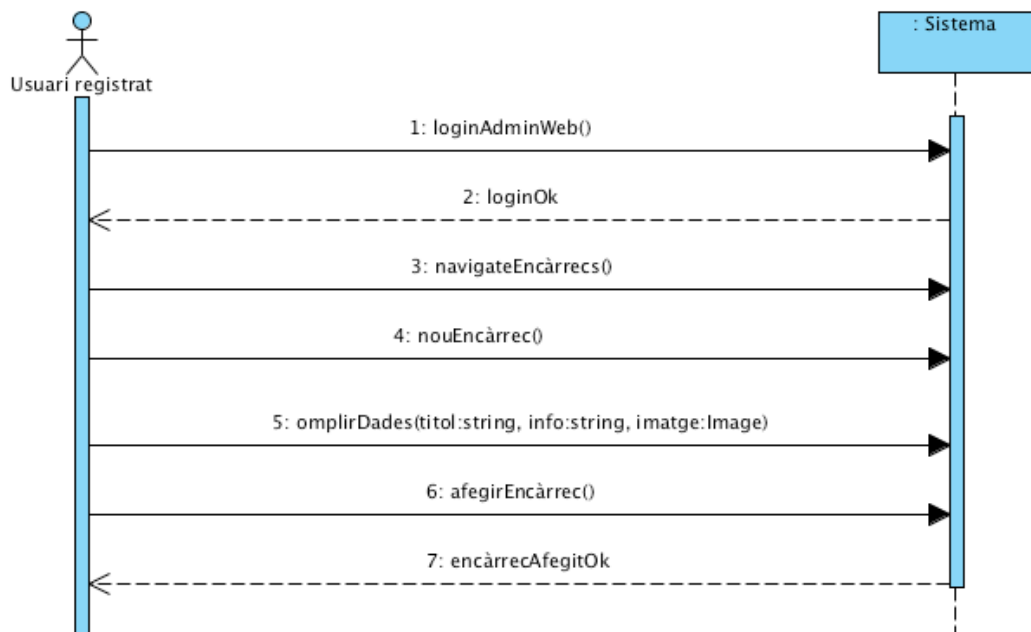 : Sistema
Usuari registrat
1: loginAdminWeb()
2: loginOk
3: navigateEncàrrecs()
4: nouEncàrrec()
5: omplirDades(titol:string, info:string, imatge:Image)
6: afegirEncàrrec()
7: encàrrecAfegitOk